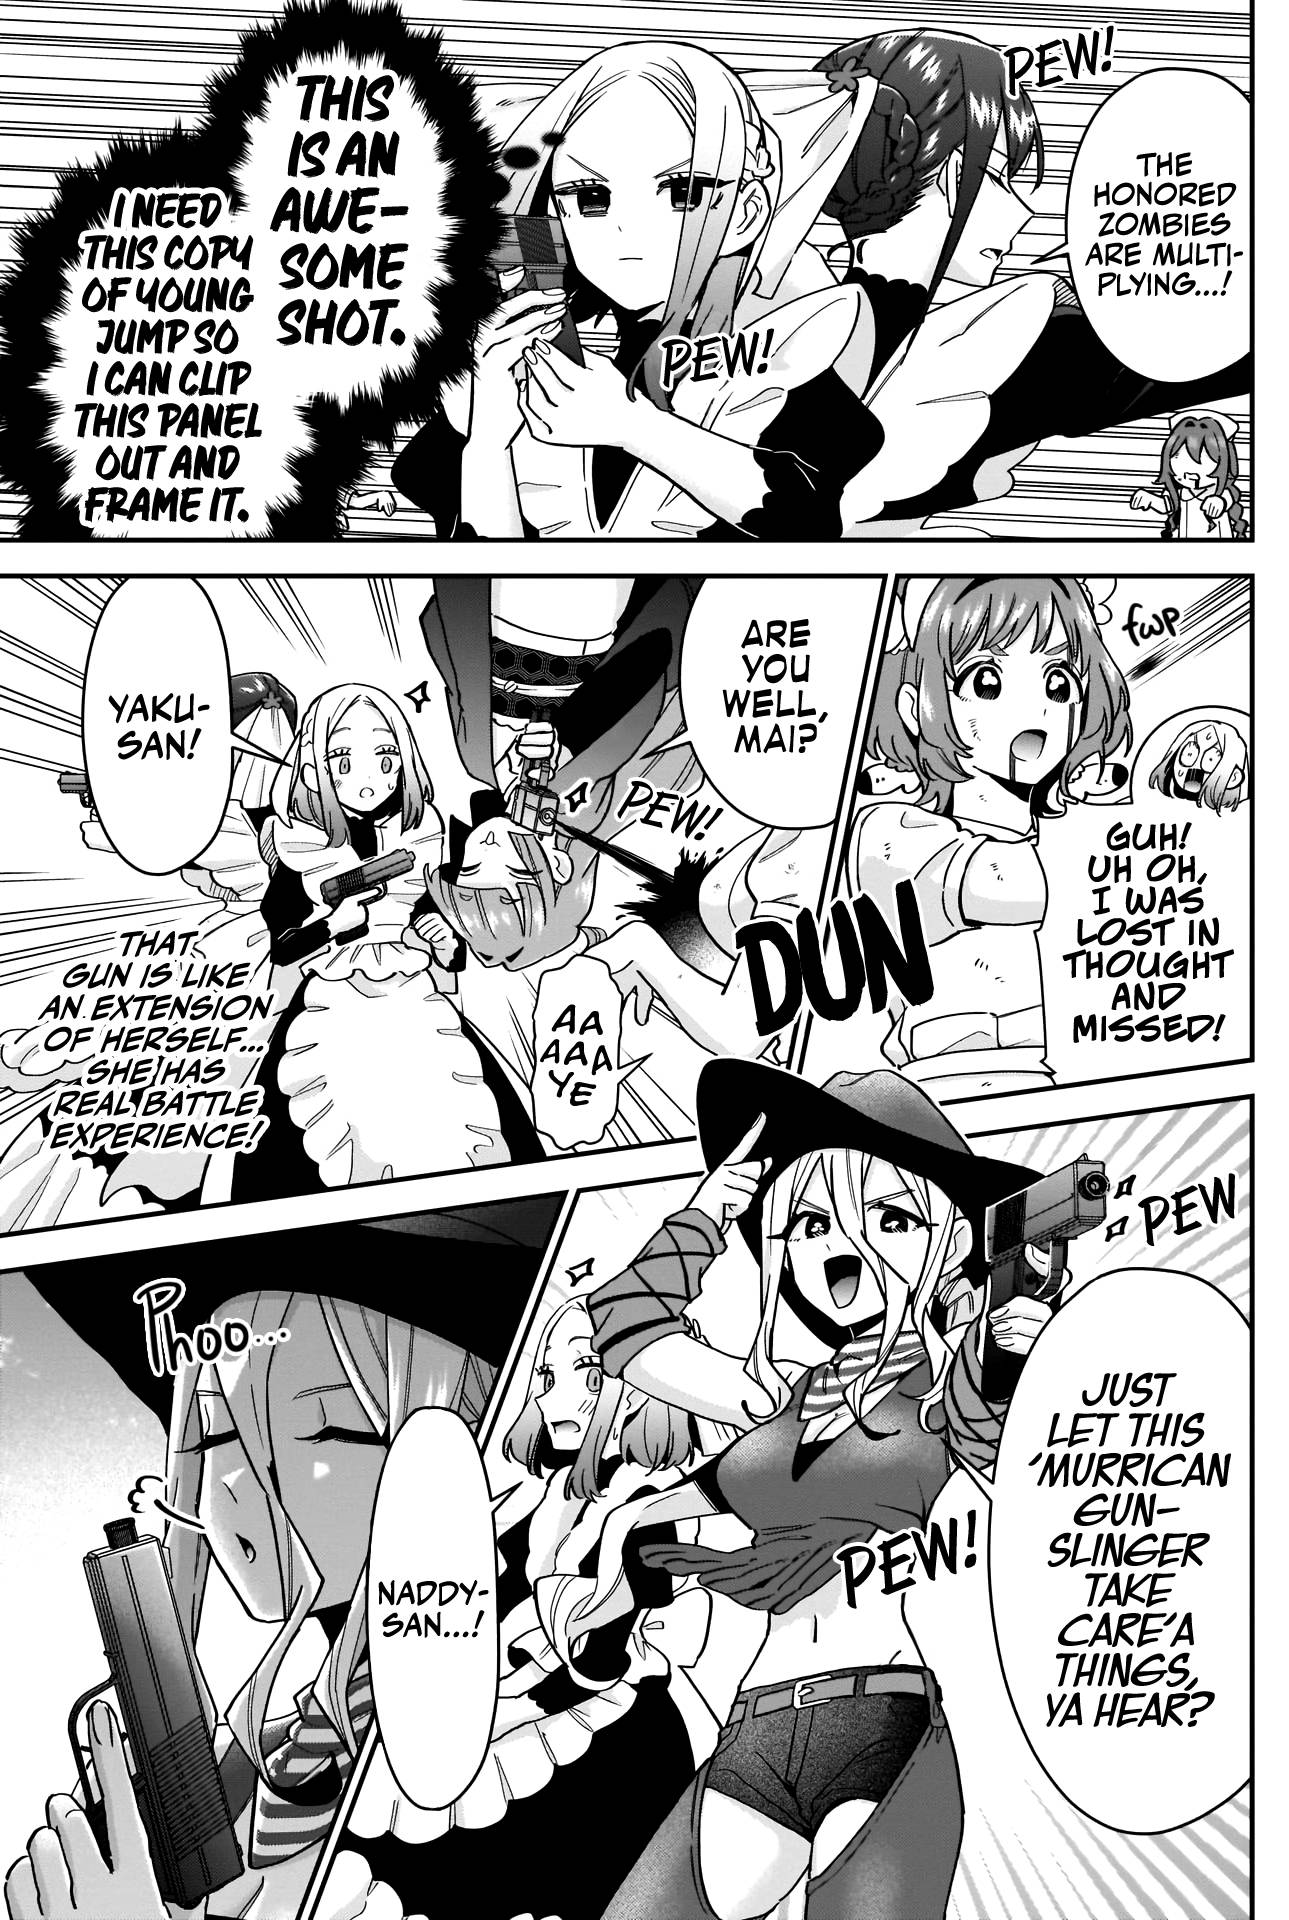 PEW!
THE
HONORED
ZOMBIES
ARE MULTI-
PLYING...!
PEW!
THIS
IS AN
AWE-
SOME
SHOT.
I NEED
THIS COPY
OF YOUNG
JUMP SO
I CAN CLIP
THIS PANEL
OUT AND
FRAME IT.
fwp
GUH!
UH OH,
I WAS
LOST IN
THOUGHT
AND
MISSED!
DUN
ARE
YOU
WELL,
MAI?
PEW!
AA
AAAA
YE
YAKU-
SAN!
THAT
GUN IS LIKE
AN EXTENSION
OF HERSELF...
SHE HAS
REAL BATTLE
EXPERIENCE!
PEW
JUST
LET THIS
'MURRICAN
GUN-
SLINGER
TAKE
CARE'A
THINGS,
YA HEAR?
PEW!
NADDY-
SAN...!
Phoo...